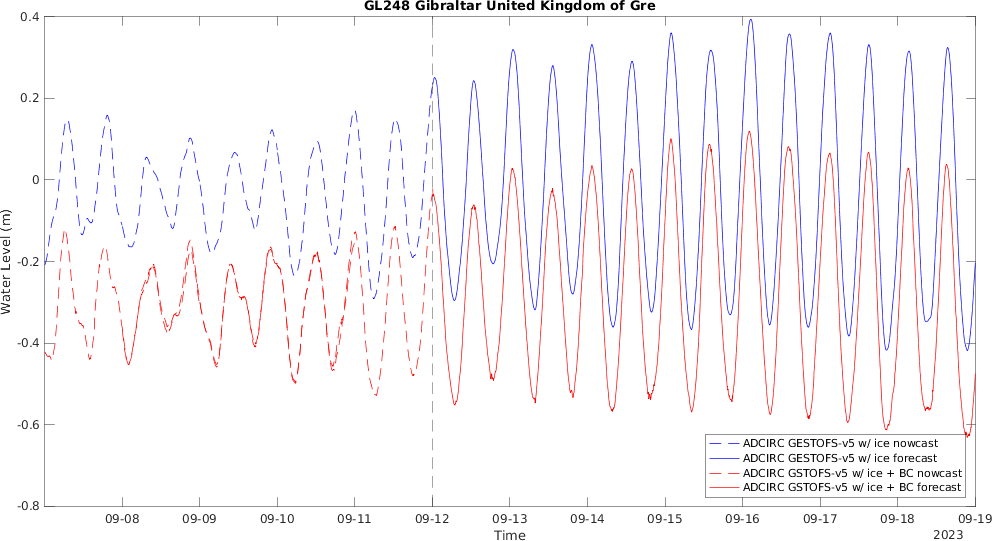 GL248 Gibraltar United Kingdom of Gre
0.4
0.2
0
-0.2
-0.4
-0.6
-0.8
Water Level (m)
ADCIRC GESTOFS-v5 w/ ice nowcast
ADCIRC GESTOFS-v5 w/ ice forecast
ADCIRC GSTOFS-v5 w/ ice + BC nowcast
ADCIRC GSTOFS-v5 w/ ice + BC forecast
09-08 09-09 09-10 09-11 09-12 09-13 09-14 09-15 09-16 09-17 09-18 09-19
Time
2023